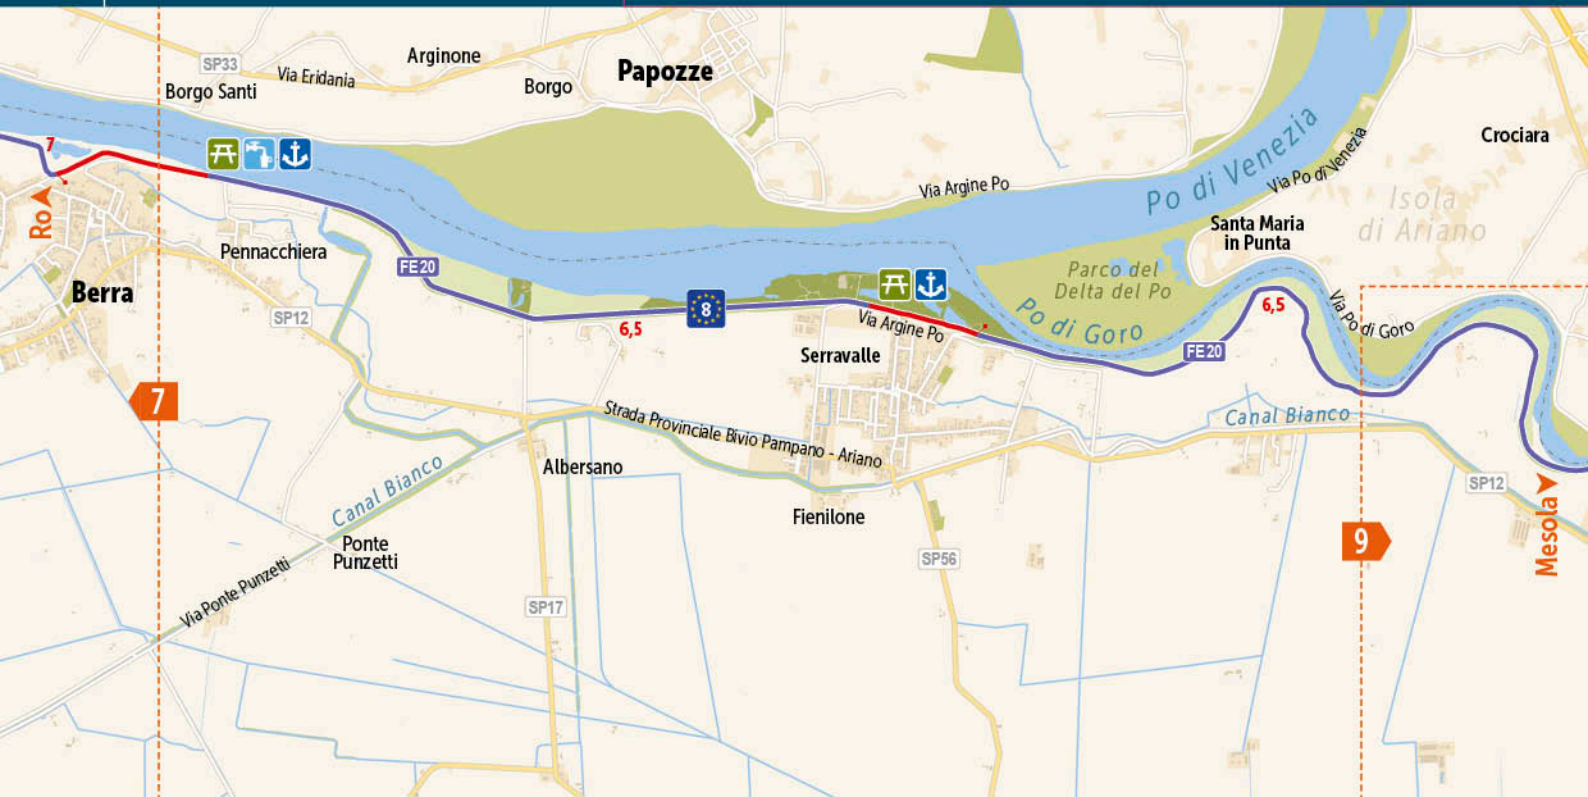 Arginone
SP33
Via Eridania
Papozze
Borgo Santi
Borgo
Crociara
7
Po di Venezia
Via Po di Venezia
Via Argine Po
Ro
Isola
di Ariano
Santa Maria
in Punta
Pennacchiera
FE20
Parco del
Delta del Po
Berra
SP12
8
6,5
Via Argine Po
Po di Goro
6,5
Via Po di Goro
Serravalle
FE20
7
Strada Provinciale Bivio Pampano - Ariano
Canal Bianco
Canal Bianco
Albersano
SP12
Mesola
Fienilone
Ponte
Punzetti
9
SP56
Via Ponte Punzetti
SP17